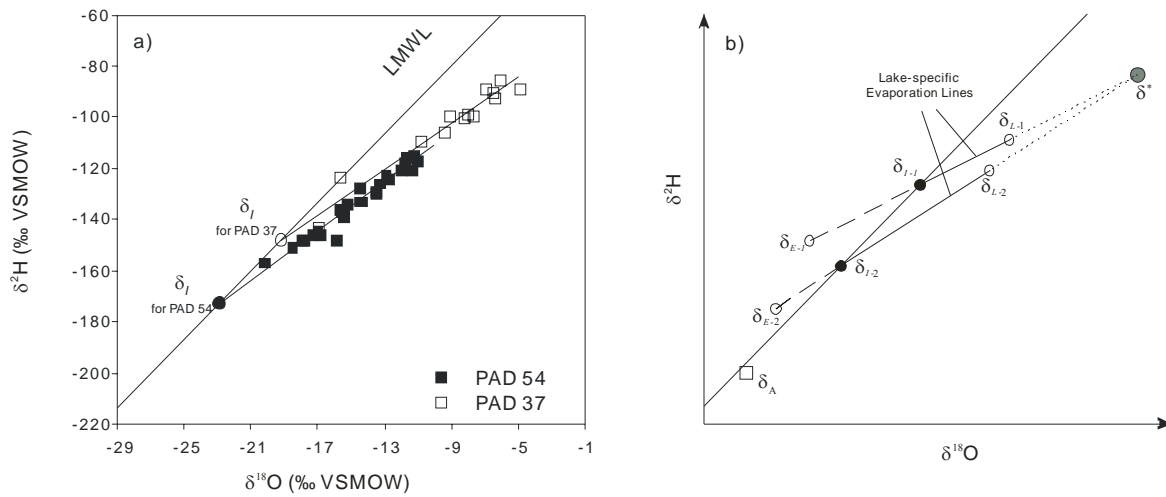 a)
LMWL
-60
-80
-100
-120
-140
-160
-180
-200
-220
δ²H (‰ VSMOW)
δI
for PAD 37
δI
for PAD 54
PAD 54
PAD 37
-29 -25 -21 -17 -13 -9 -5 -1
δ¹⁸O (‰ VSMOW)
b)
Lake-specific
Evaporation Lines
δ*
δL-1
δL-2
δI-1
δI-2
δE-1
δE-2
δA
δ²H
δ¹⁸O